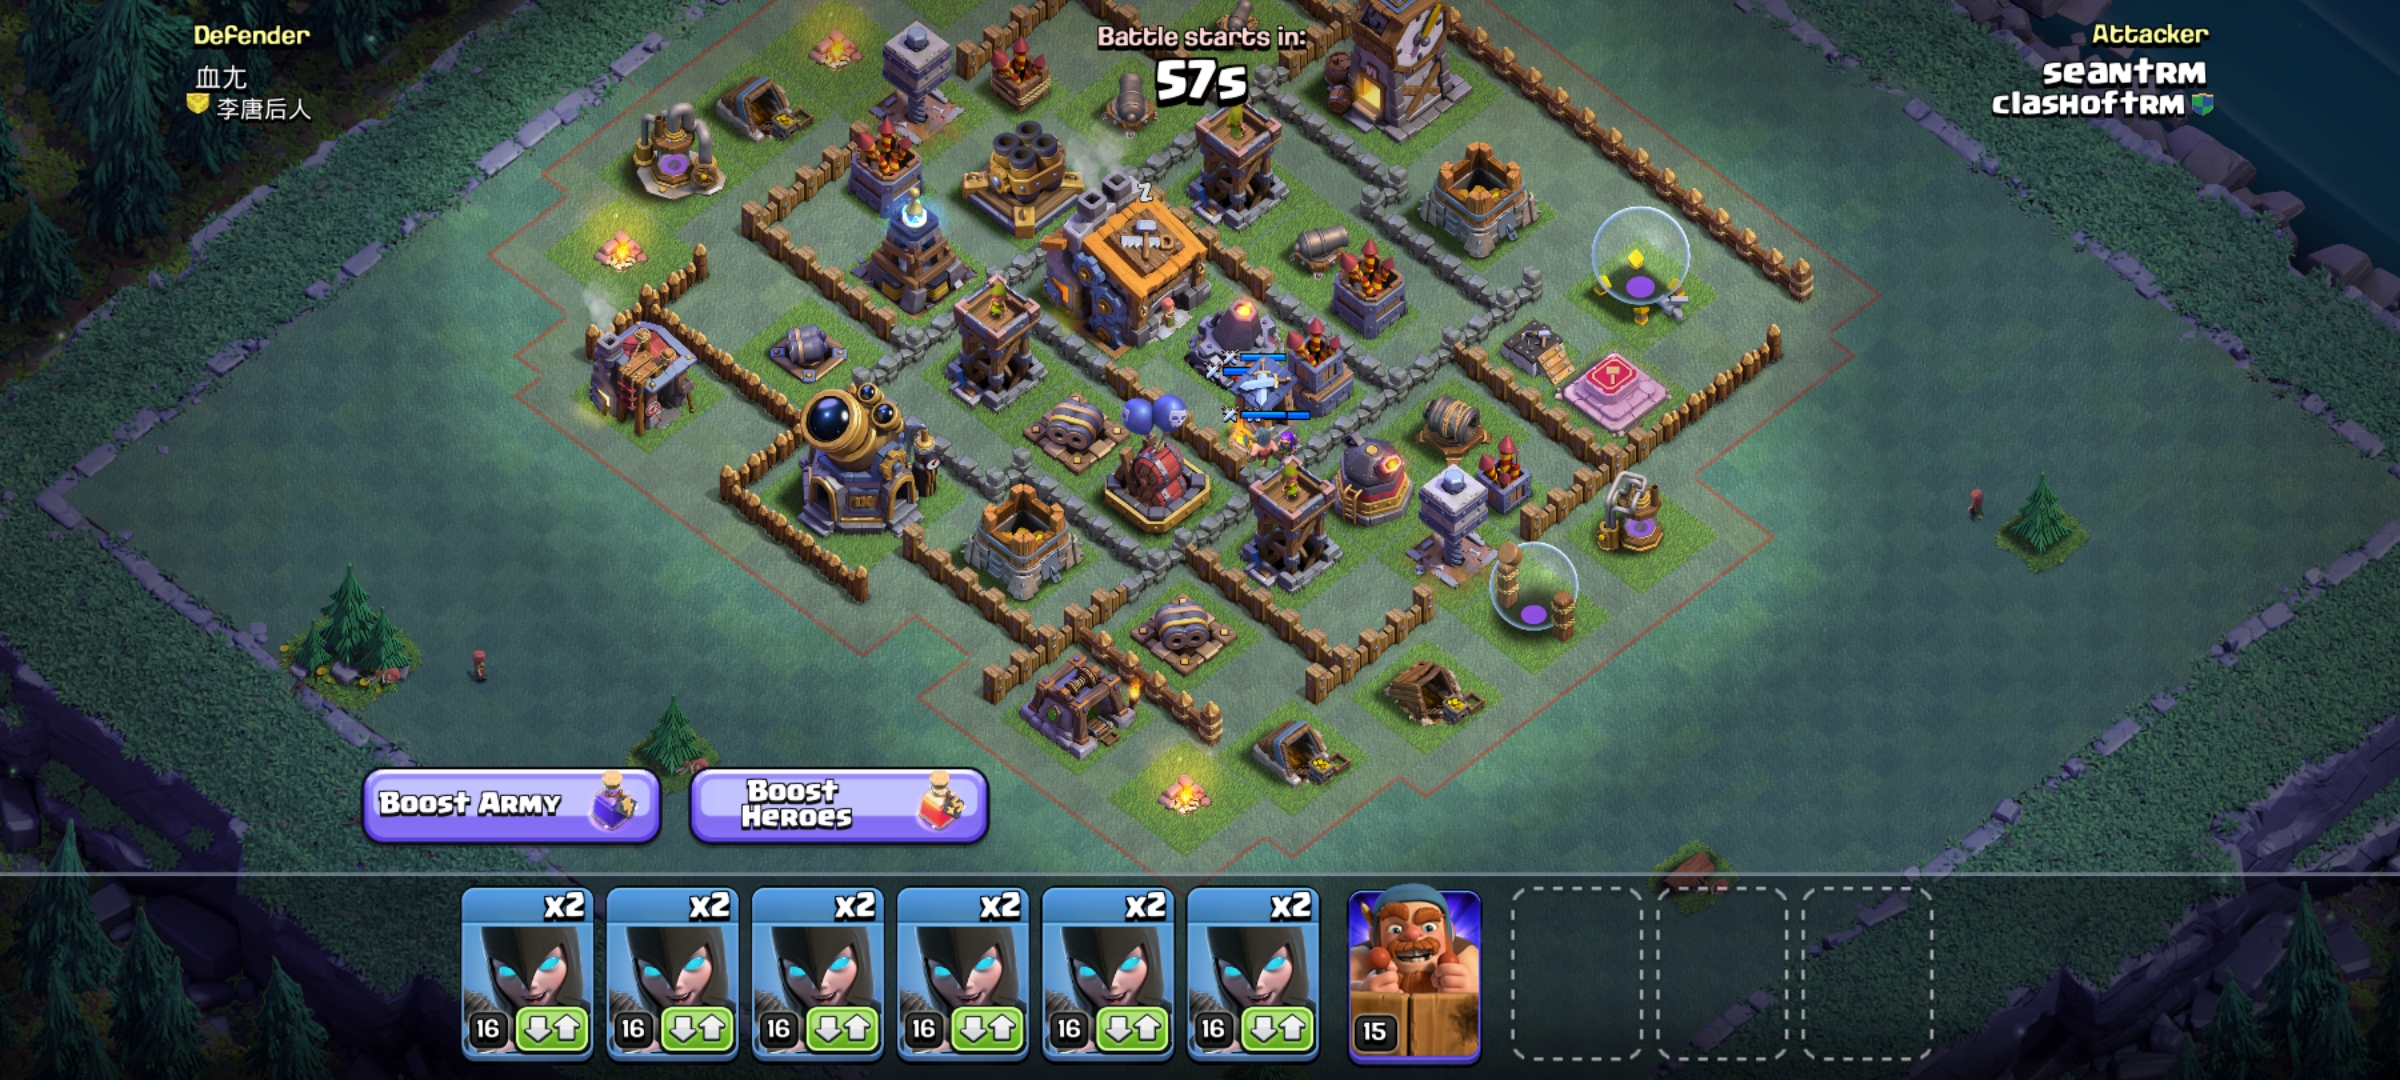 Defender
血尢
李唐后人
Battle starts in:
57s
Attacker
seantRM
clashoftRM
z
Boost Army
Boost
Heroes
x2 x2 x2 x2 x2 x2
16 16 16 16 16 16 15